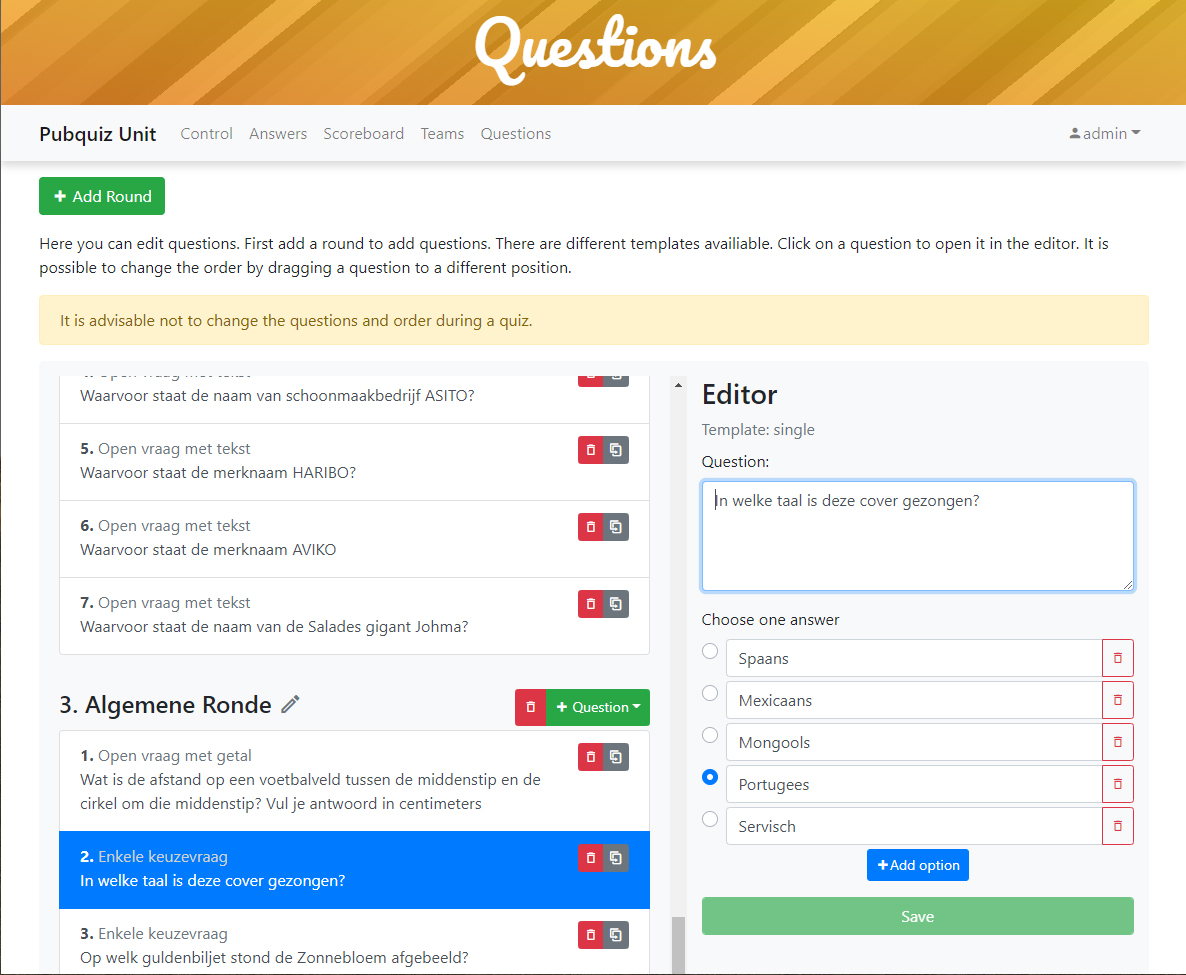 Questions
Pubquiz Unit Control Answers Scoreboard Teams Questions admin
Add Round
Here you can edit questions. First add a round to add questions. There are different templates availiable. Click on a question to open it in the editor. It is
possible to change the order by dragging a question to a different position.
It is advisable not to change the questions and order during a quiz.
Waarvoor staat de naam van schoonmaakbedrijf ASITO?
5. Open vraag met tekst
Waarvoor staat de merknaam HARIBO?
6. Open vraag met tekst
Waarvoor staat de merknaam AVIKO
7. Open vraag met tekst
Waarvoor staat de naam van de Salades gigant Johma?
3. Algemene Ronde
Question
1. Open vraag met getal
Wat is de afstand op een voetbalveld tussen de middenstip en de
cirkel om die middenstip? Vul je antwoord in centimeters
2. Enkele keuzevraag
In welke taal is deze cover gezongen?
3. Enkele keuzevraag
Op welk guldenbiljet stond de Zonnebloem afgebeeld?
Editor
Template: single
Question:
In welke taal is deze cover gezongen?
Choose one answer
Spaans
Mexicaans
Mongools
Portugees
Servisch
Add option
Save